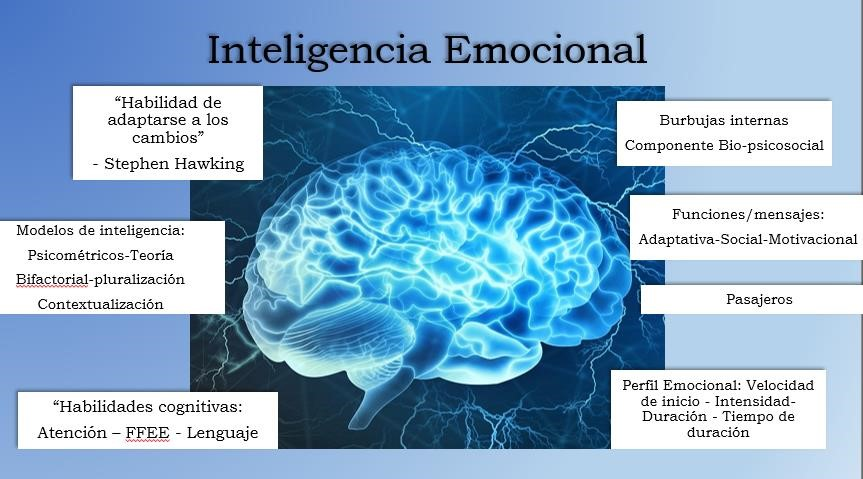 Inteligencia Emocional
“Habilidad de
adaptarse a los
cambios”
- Stephen Hawking
Modelos de inteligencia:
Psicométricos-Teoría
Bifactorial-pluralización
Contextualización
“Habilidades cognitivas:
Atención – FFEE - Lenguaje
Burbujas internas
Componente Bio-psicosocial
Funciones/mensajes:
Adaptativa-Social-Motivacional
Pasajeros
Perfil Emocional: Velocidad
de inicio - Intensidad-
Duración - Tiempo de
duración